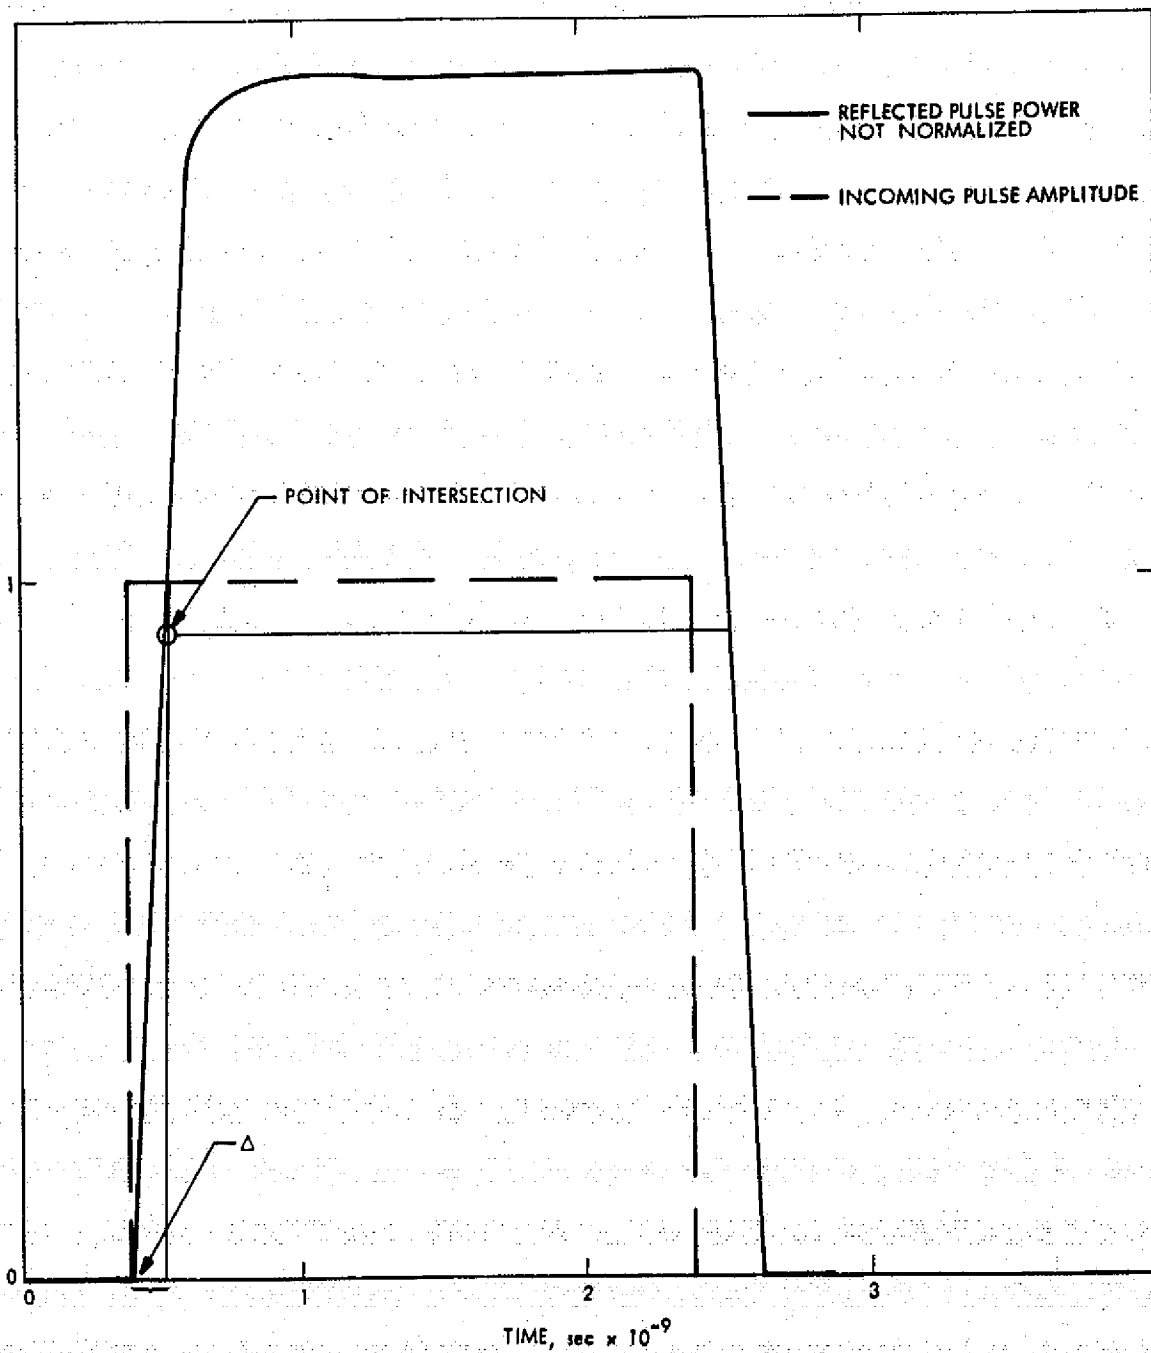 REFLECTED PULSE POWER
NOT NORMALIZED
INCOMING PULSE AMPLITUDE
POINT OF INTERSECTION
1
Δ
0
0 1 2 3
TIME, sec x 10⁻⁹